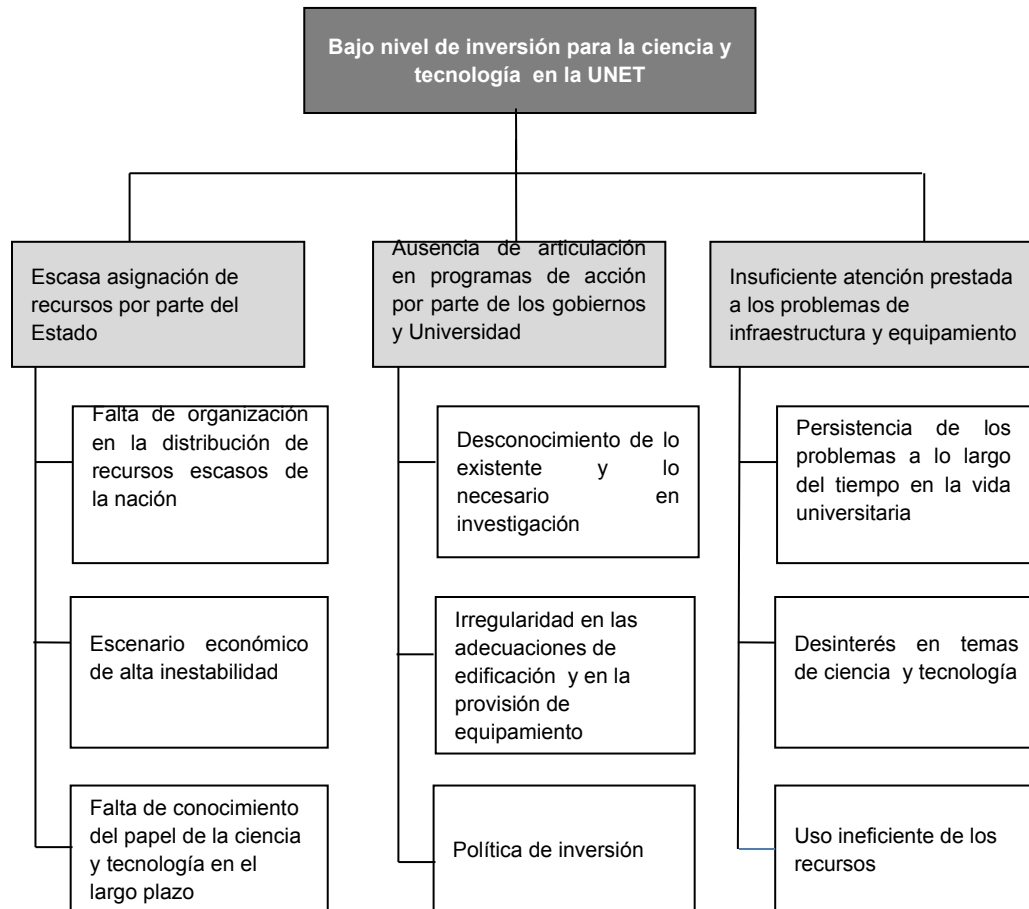 Bajo nivel de inversión para la ciencia y
tecnología en la UNET
Escasa asignación de
recursos por parte del
Estado
Ausencia de articulación
en programas de acción
por parte de los gobiernos
y Universidad
Insuficiente atención prestada
a los problemas de
infraestructura y equipamiento
Falta de organización
en la distribución de
recursos escasos de
la nación
Desconocimiento de lo
existente y lo
necesario en
investigación
Persistencia de los
problemas a lo largo
del tiempo en la vida
universitaria
Escenario económico
de alta inestabilidad
Irregularidad en las
adecuaciones de
edificación y en la
provisión de
equipamiento
Desinterés en temas
de ciencia y tecnología
Falta de conocimiento
del papel de la ciencia
y tecnología en el
largo plazo
Política de inversión
Uso ineficiente de los
recursos